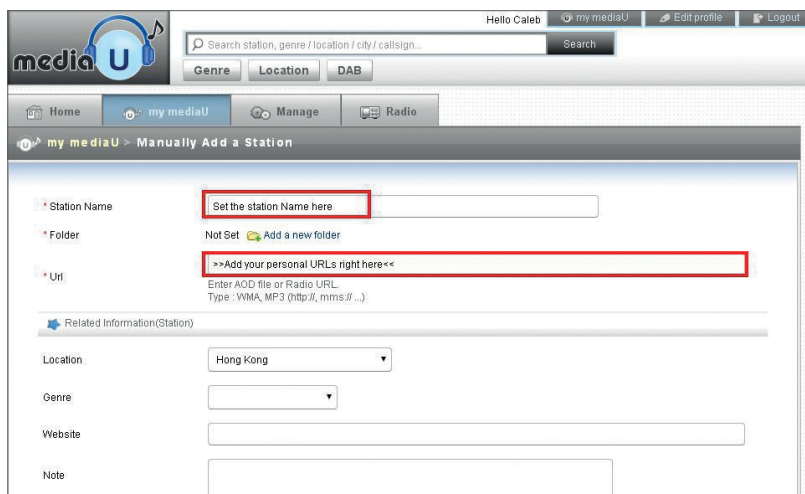 Hello Caleb my mediaU Edit profile Logout
media U
Search station, genre / location / city / callsign...
Search
Genre Location DAB
Home my mediaU Manage Radio
my mediaU > Manually Add a Station
* Station Name Set the station Name here
* Folder Not Set Add a new folder
* Url >>Add your personal URLs right here<<
Enter AOD file or Radio URL.
Type : WMA, MP3 (http://, mms:// ...)
Related Information(Station)
Location Hong Kong
Genre
Website
Note